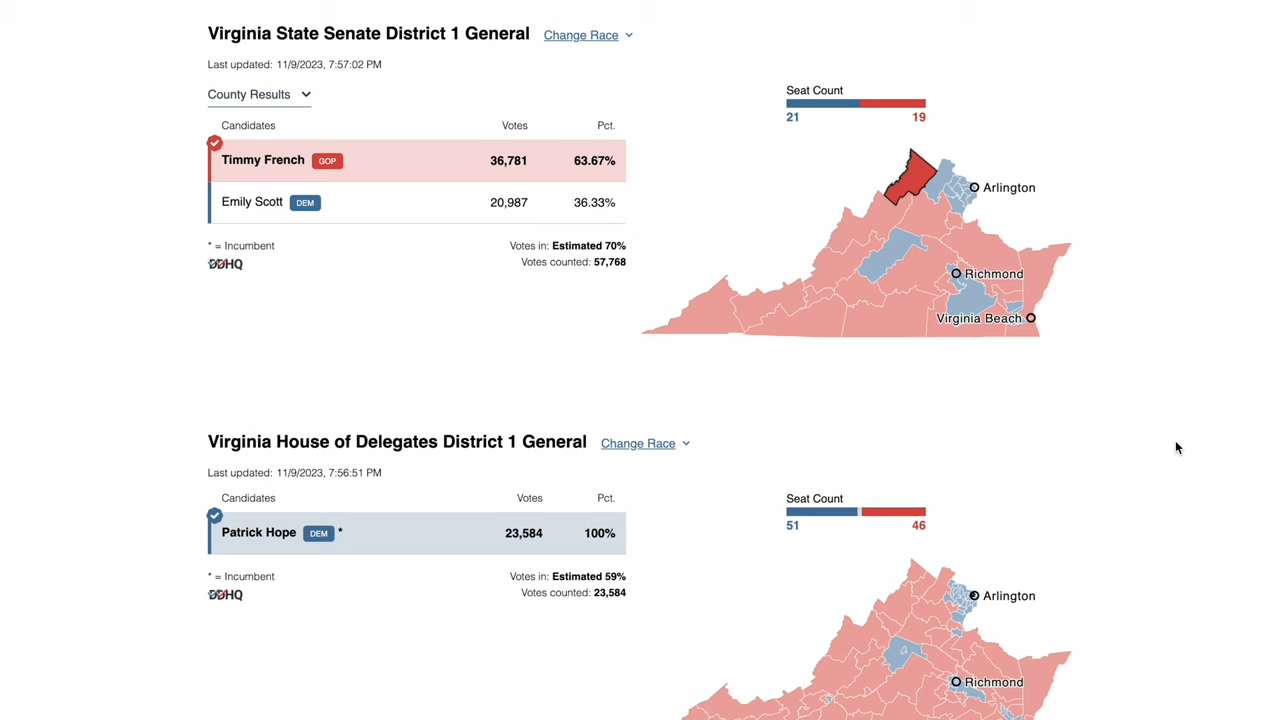 Virginia State Senate District 1 General Change Race
Last updated: 11/9/2023, 7:57:02 PM
County Results
Candidates Votes Pct.
Timmy French GOP 36,781 63.67%
Emily Scott DEM 20,987 36.33%
* = Incumbent Votes in: Estimated 70%
DDHQ Votes counted: 57,768
Seat Count
21 19
Arlington
Richmond
Virginia Beach
Virginia House of Delegates District 1 General Change Race
Last updated: 11/9/2023, 7:56:51 PM
Candidates Votes Pct.
Patrick Hope DEM * 23,584 100%
* = Incumbent Votes in: Estimated 59%
DDHQ Votes counted: 23,584
Seat Count
51 46
Arlington
Richmond